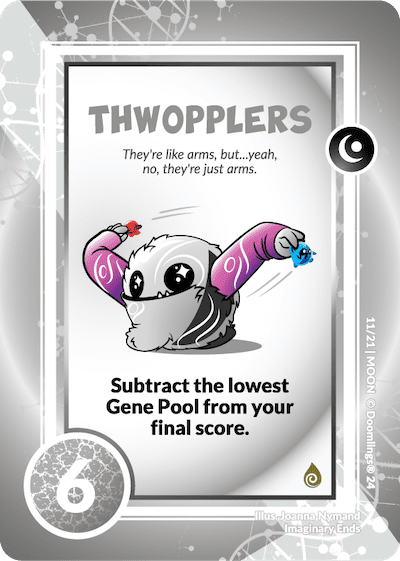 THWOPPLERS
They're like arms, but...yeah,
no, they're just arms.
Subtract the lowest
Gene Pool from your
final score.
6
11/21 | MOON © Doomlings® 24
Illus. Joanna Nymand
Imaginary Ends